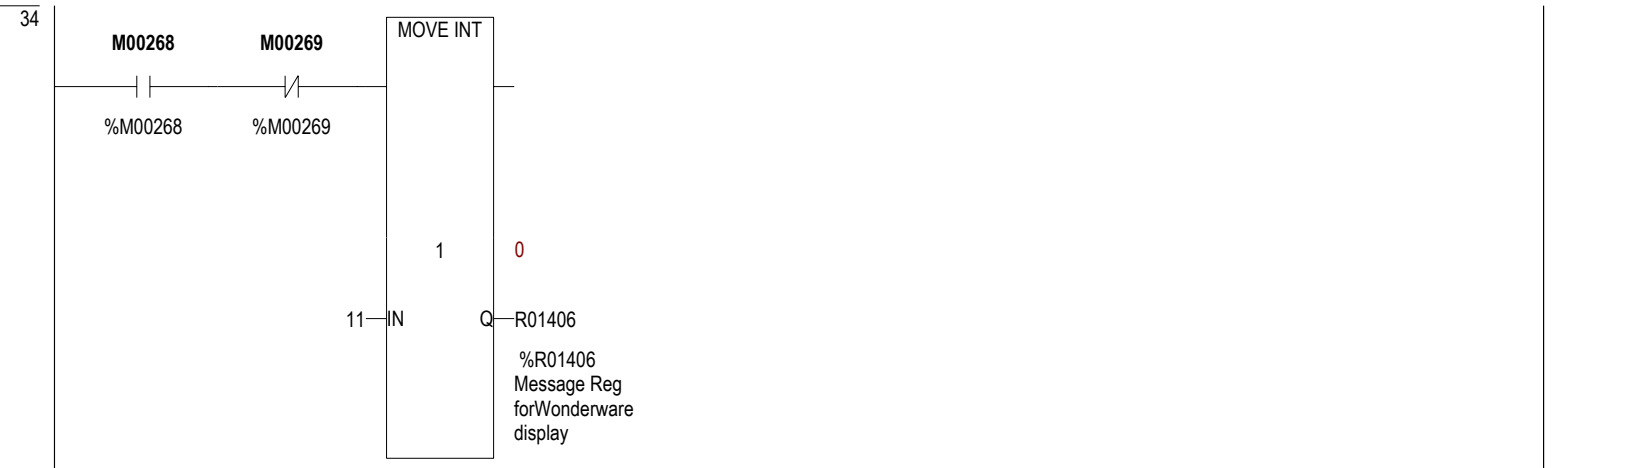 34
MOVE INT
M00268 M00269
%M00268 %M00269
1 0
11 IN Q R01406
%R01406
Message Reg
forWonderware
display